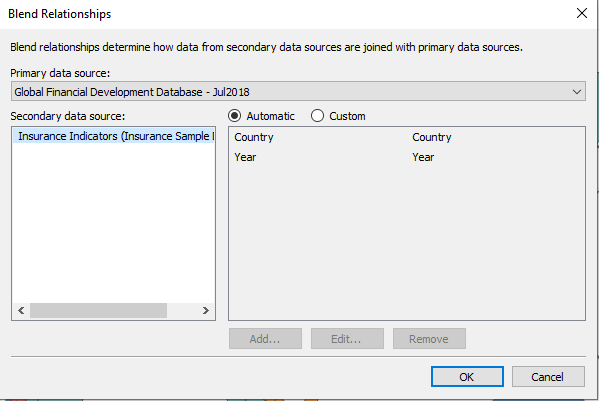 Blend Relationships
Blend relationships determine how data from secondary data sources are joined with primary data sources.
Primary data source:
Global Financial Development Database - Jul2018
Secondary data source:
Automatic Custom
Insurance Indicators (Insurance Sample
Country Country
Year Year
Add... Edit... Remove
OK Cancel